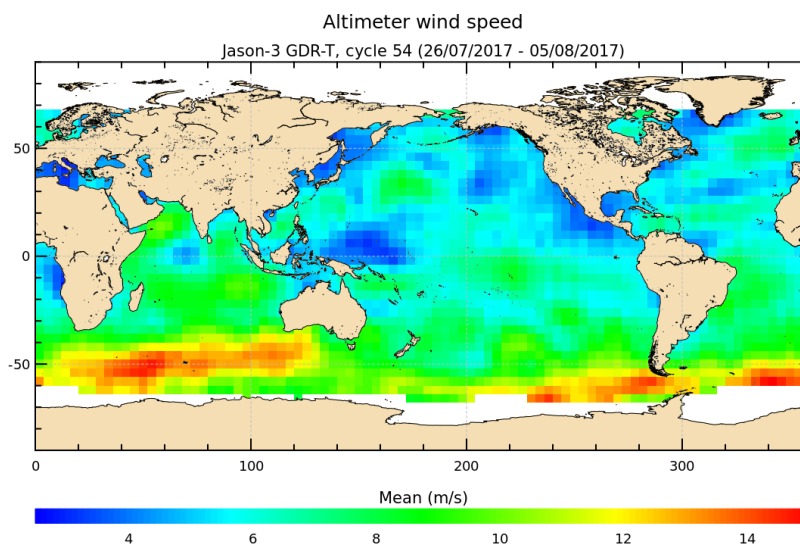 Altimeter wind speed
Jason-3 GDR-T, cycle 54 (26/07/2017 - 05/08/2017)
50
0
-50
0 100 200 300
Mean (m/s)
4 6 8 10 12 14